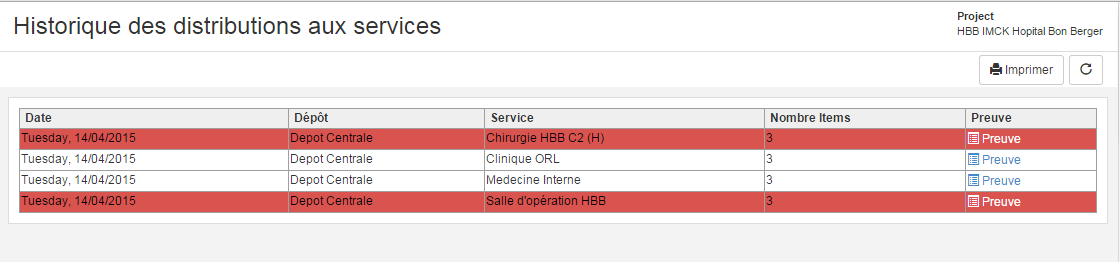 Historique des distributions aux services
Project
HBB IMCK Hopital Bon Berger
Imprimer
Date Dépôt Service Nombre Items Preuve
Tuesday, 14/04/2015 Depot Centrale Chirurgie HBB C2 (H) 3 Preuve
Tuesday, 14/04/2015 Depot Centrale Clinique ORL 3 Preuve
Tuesday, 14/04/2015 Depot Centrale Medecine Interne 3 Preuve
Tuesday, 14/04/2015 Depot Centrale Salle d'opération HBB 3 Preuve